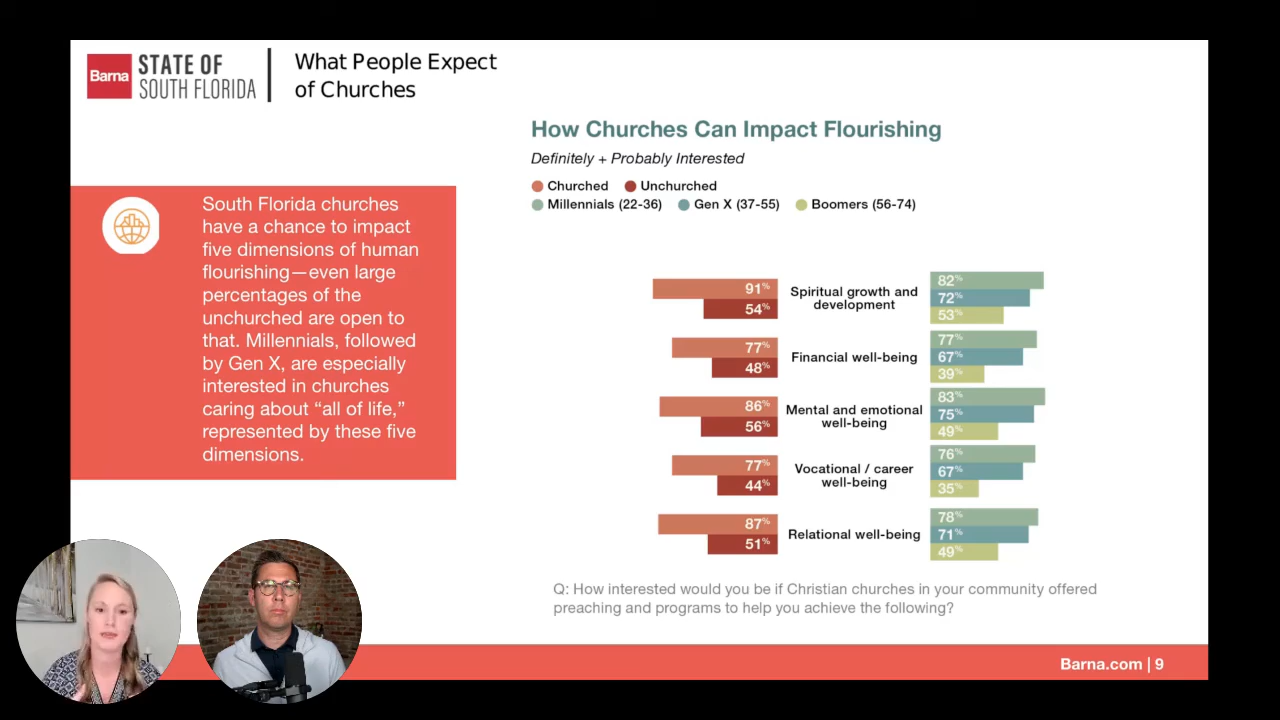 Barna
STATE OF
SOUTH FLORIDA
What People Expect
of Churches
How Churches Can Impact Flourishing
Definitely + Probably Interested
Churched Unchurched
Millennials (22-36) Gen X (37-55) Boomers (56-74)
South Florida churches
have a chance to impact
five dimensions of human
flourishing—even large
percentages of the
unchurched are open to
that. Millennials, followed
by Gen X, are especially
interested in churches
caring about “all of life,”
represented by these five
dimensions.
91%
54%
Spiritual growth and
development
82%
72%
53%
77%
48%
Financial well-being
77%
67%
39%
86%
56%
Mental and emotional
well-being
83%
75%
49%
77%
44%
Vocational / career
well-being
76%
67%
35%
87%
51%
Relational well-being
78%
71%
49%
Q: How interested would you be if Christian churches in your community offered
preaching and programs to help you achieve the following?
Barna.com | 9